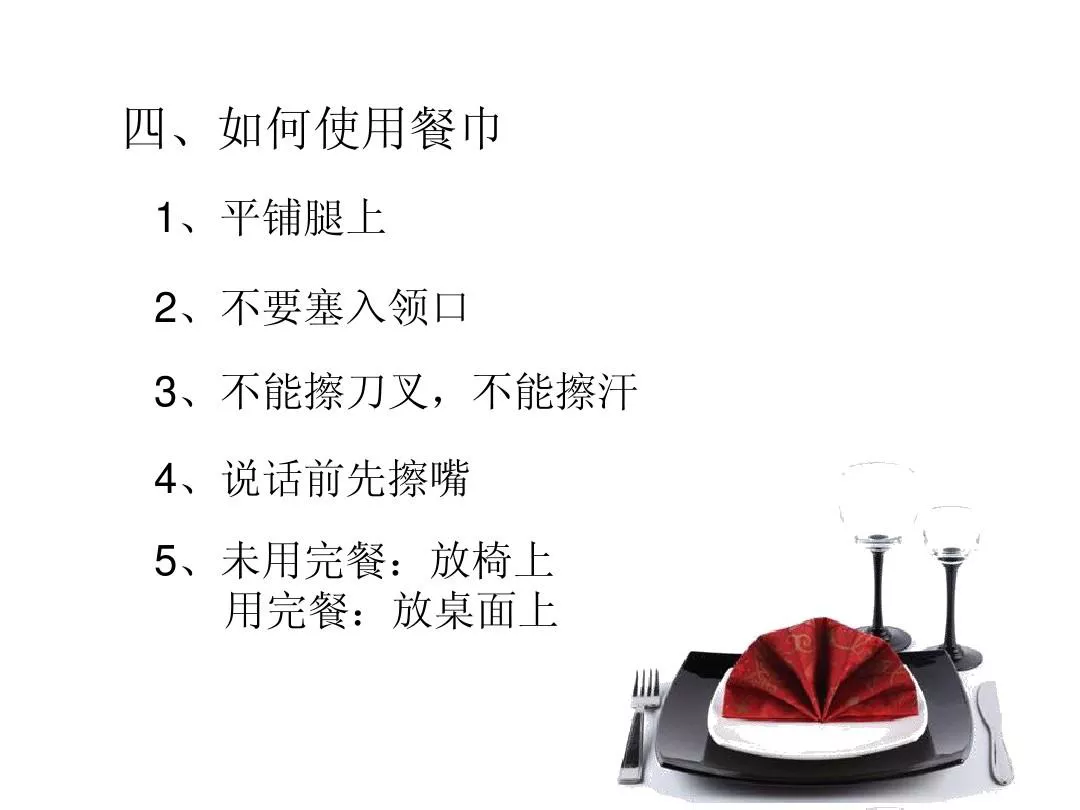 四、如何使用餐巾
1、平铺腿上
2、不要塞入领口
3、不能擦刀叉，不能擦汗
4、说话前先擦嘴
5、未用完餐：放椅上
用完餐：放桌面上